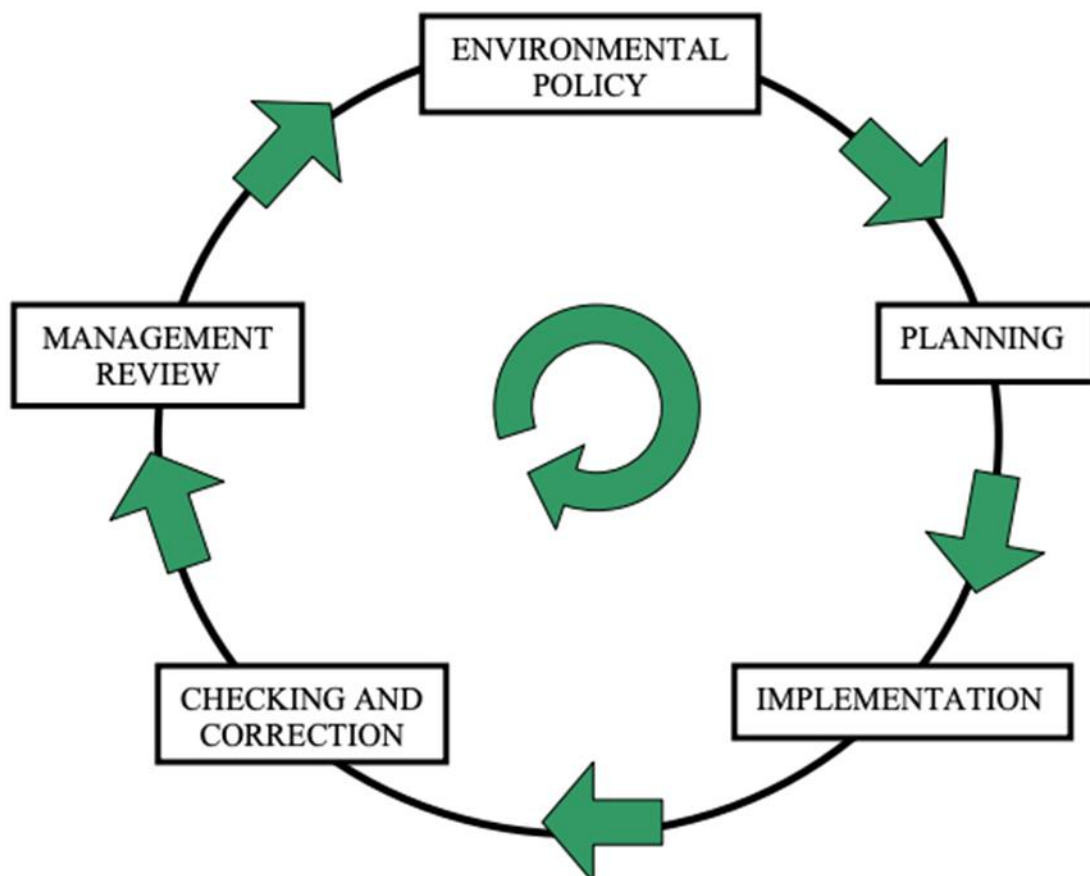 ENVIRONMENTAL
POLICY
PLANNING
IMPLEMENTATION
CHECKING AND
CORRECTION
MANAGEMENT
REVIEW